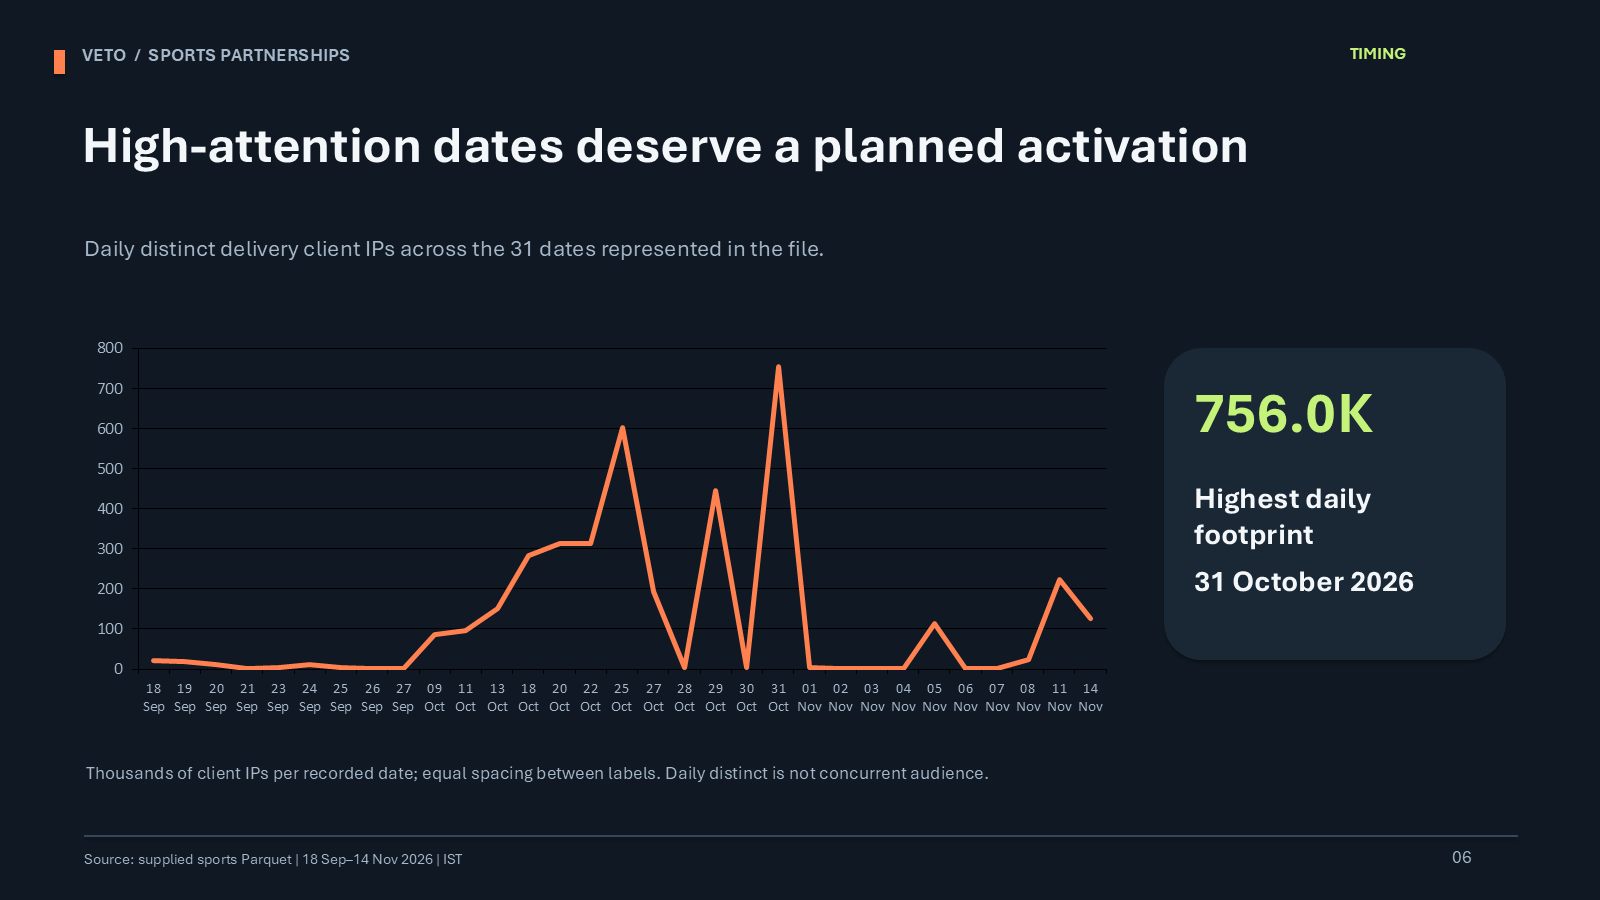 VETO / SPORTS PARTNERSHIPS
TIMING
High-attention dates deserve a planned activation
Daily distinct delivery client IPs across the 31 dates represented in the file.
800
700
600
500
400
300
200
100
0
18 Sep
19 Sep
20 Sep
21 Sep
23 Sep
24 Sep
25 Sep
26 Sep
27 Sep
09 Oct
11 Oct
13 Oct
18 Oct
20 Oct
22 Oct
25 Oct
27 Oct
28 Oct
29 Oct
30 Oct
31 Oct
01 Nov
02 Nov
03 Nov
04 Nov
05 Nov
06 Nov
07 Nov
08 Nov
11 Nov
14 Nov
756.0K
Highest daily
footprint
31 October 2026
Thousands of client IPs per recorded date; equal spacing between labels. Daily distinct is not concurrent audience.
Source: supplied sports Parquet | 18 Sep–14 Nov 2026 | IST
06